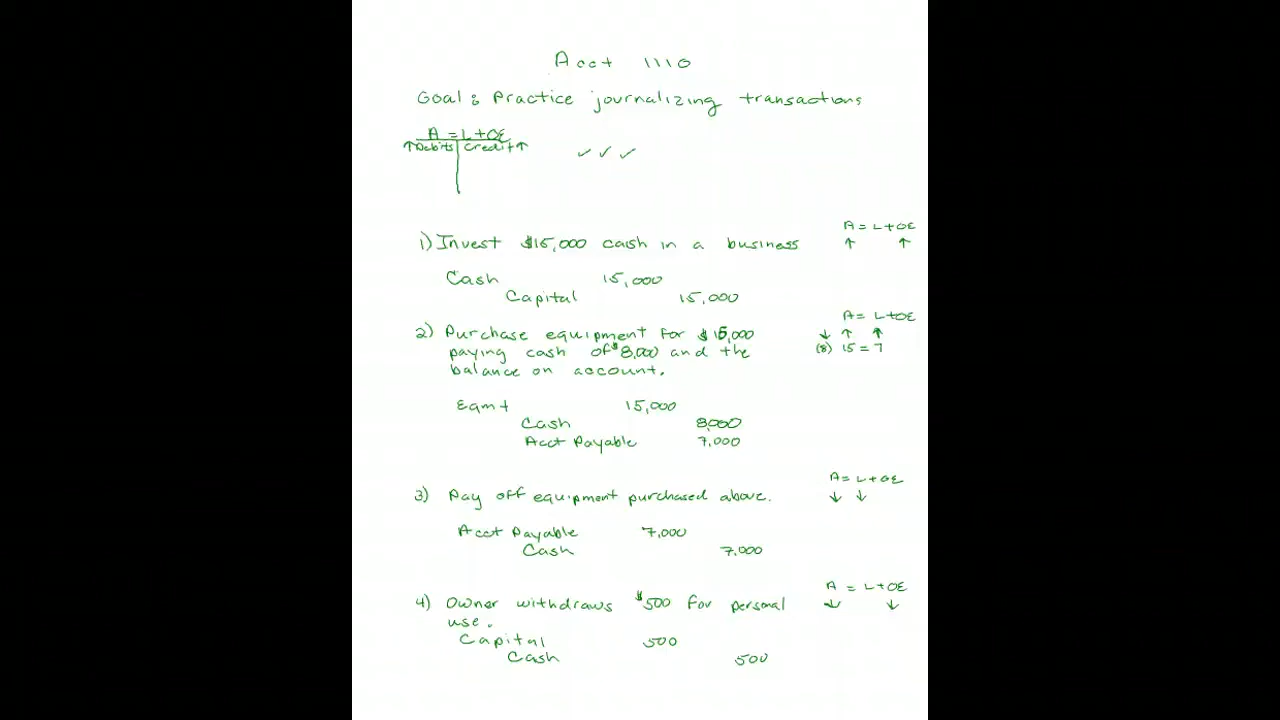 Acct 1110
Goal: Practice journalizing transactions
A = L + OE
↑Debits Credit↑
✓ ✓ ✓
A = L + OE
1) Invest $15,000 cash in a business ↑ ↑
Cash 15,000
Capital 15,000
A = L + OE
2) Purchase equipment for $15,000 ↓ ↑ ↑
paying cash of $8,000 and the (8) 15 = 7
balance on account.
Eqmt 15,000
Cash 8,000
Acct Payable 7,000
A = L + OE
3) Pay off equipment purchased above. ↓ ↓
Acct Payable 7,000
Cash 7,000
A = L + OE
4) Owner withdraws $500 for personal ↓ ↓
use.
Capital 500
Cash 500